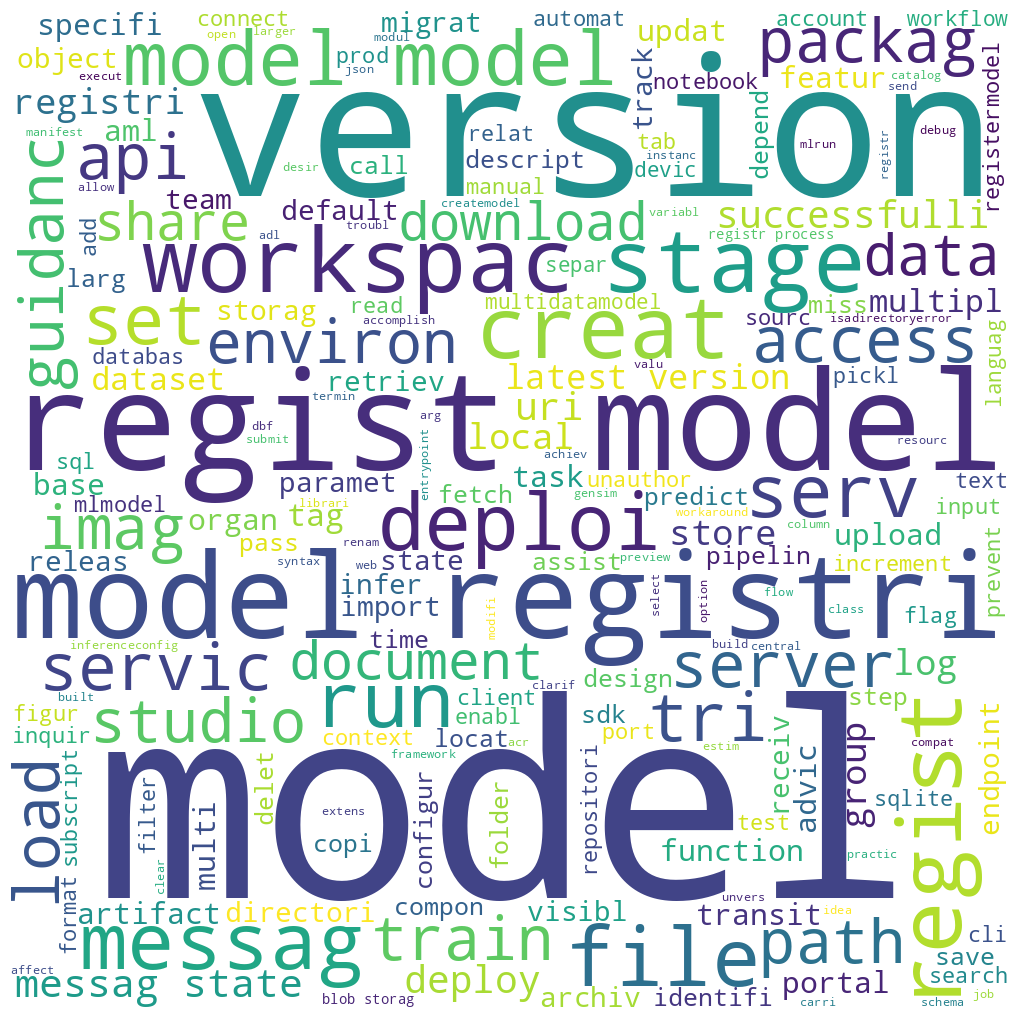 specifi connect migrat automat account workflow
open larger modul
object model model prod json updat packag
execut track notebook featur catalog send
registri version registermodel
manifest aml relat tab depend mlrun debug
guidanc api call descript instanc devic registr
allow desir manual
team default createmodel variabl successfulli
share troubl download
add adl registr process
larg workspac separ stage data
set storag read multidatamodel miss multipl
accomplish creat sourc isadirectoryerror
databas environ access languag
dataset retriev latest version valu pickl
termin uri
regist model
dbf arg local resourc
submit achiev
sql entrypoint task unauthor text
base paramet fetch gensim predict serv input
mlmodel librari workaround
imag organ tag deploi store column upload
pass renam state assist preview pipelin increment prevent
releas syntax web infer select option flow class flag
import modifi
model registri
time
inferenceconfig build central
servic document server log
built run clarif design step
figur studio client sdk tri
inquir enabl port receiv advic group compat regist endpoint
context locat acr estim
load subscript framework
filter delet repositori sqlite
multi extens configur folder test
model
format clear copi function practic
unvers
artifact directori compon visibl transit idea cli
messag train file path save
affect search
messag state deploy archiv identifi portal
blob storag carri schema job